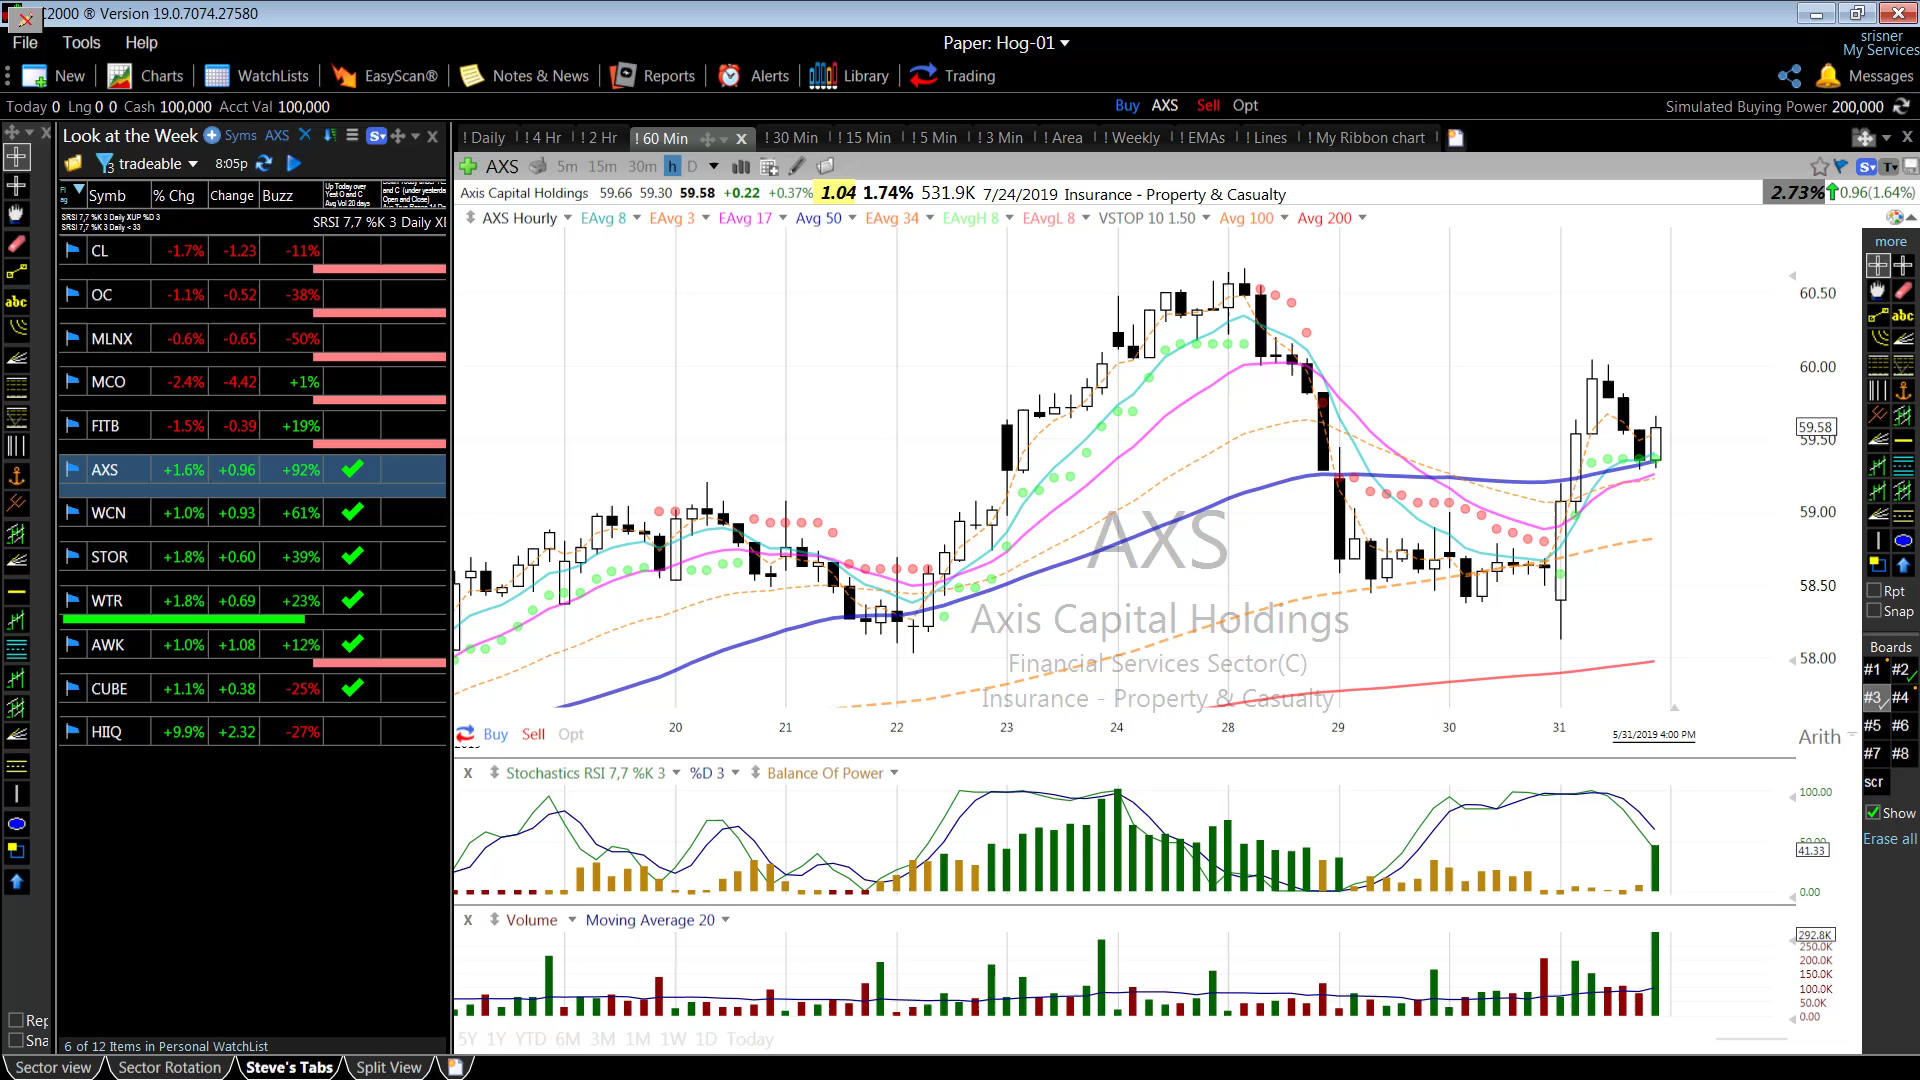 C2000 ® Version 19.0.7074.27580
File Tools Help
Paper: Hog-01
srisner
My Services
New Charts WatchLists EasyScan® Notes & News Reports Alerts Library Trading
Messages
Today 0 Lng 0 0 Cash 100,000 Acct Val 100,000
Buy AXS Sell Opt
Simulated Buying Power 200,000
Look at the Week Syms AXS
tradeable 8:05p
! Daily ! 4 Hr ! 2 Hr ! 60 Min ! 30 Min ! 15 Min ! 5 Min ! 3 Min ! Area ! Weekly ! EMAs ! Lines ! My Ribbon chart
AXS 5m 15m 30m h D
Symb % Chg Change Buzz
Axis Capital Holdings 59.66 59.30 59.58 +0.22 +0.37% 1.04 1.74% 531.9K 7/24/2019 Insurance - Property & Casualty
2.73% 0.96(1.64%)
SRSI 7,7 %K 3 Daily XUP %D 3
SRSI 7,7 %K 3 Daily < 33
SRSI 7,7 %K 3 Daily XI
AXS Hourly EAvg 8 EAvg 3 EAvg 17 Avg 50 EAvg 34 EAvgH 8 EAvgL 8 VSTOP 10 1.50 Avg 100 Avg 200
CL -1.7% -1.23 -11%
OC -1.1% -0.52 -38%
MLNX -0.6% -0.65 -50%
MCO -2.4% -4.42 +1%
FITB -1.5% -0.39 +19%
AXS +1.6% +0.96 +92%
WCN +1.0% +0.93 +61%
STOR +1.8% +0.60 +39%
WTR +1.8% +0.69 +23%
AWK +1.0% +1.08 +12%
CUBE +1.1% +0.38 -25%
HIIQ +9.9% +2.32 -27%
60.50
60.00
59.58
59.50
59.00
58.50
58.00
AXS
Axis Capital Holdings
Financial Services Sector(C)
Insurance - Property & Casualty
20 21 22 23 24 28 29 30 31
5/31/2019 4:00 PM
Arith
Buy Sell Opt
X Stochastics RSI 7,7 %K 3 %D 3 Balance Of Power
100.00
41.33
0.00
X Volume Moving Average 20
292.8K
250.0K
200.0K
150.0K
100.0K
50.0K
0.00
5Y 1Y YTD 6M 3M 1M 1W 1D Today
more
abc
abc
Rpt
Snap
Boards
#1 #2
#3 #4
#5 #6
#7 #8
scr
Show
Erase all
Rep
Sna
6 of 12 Items in Personal WatchList
Sector view Sector Rotation Steve's Tabs Split View